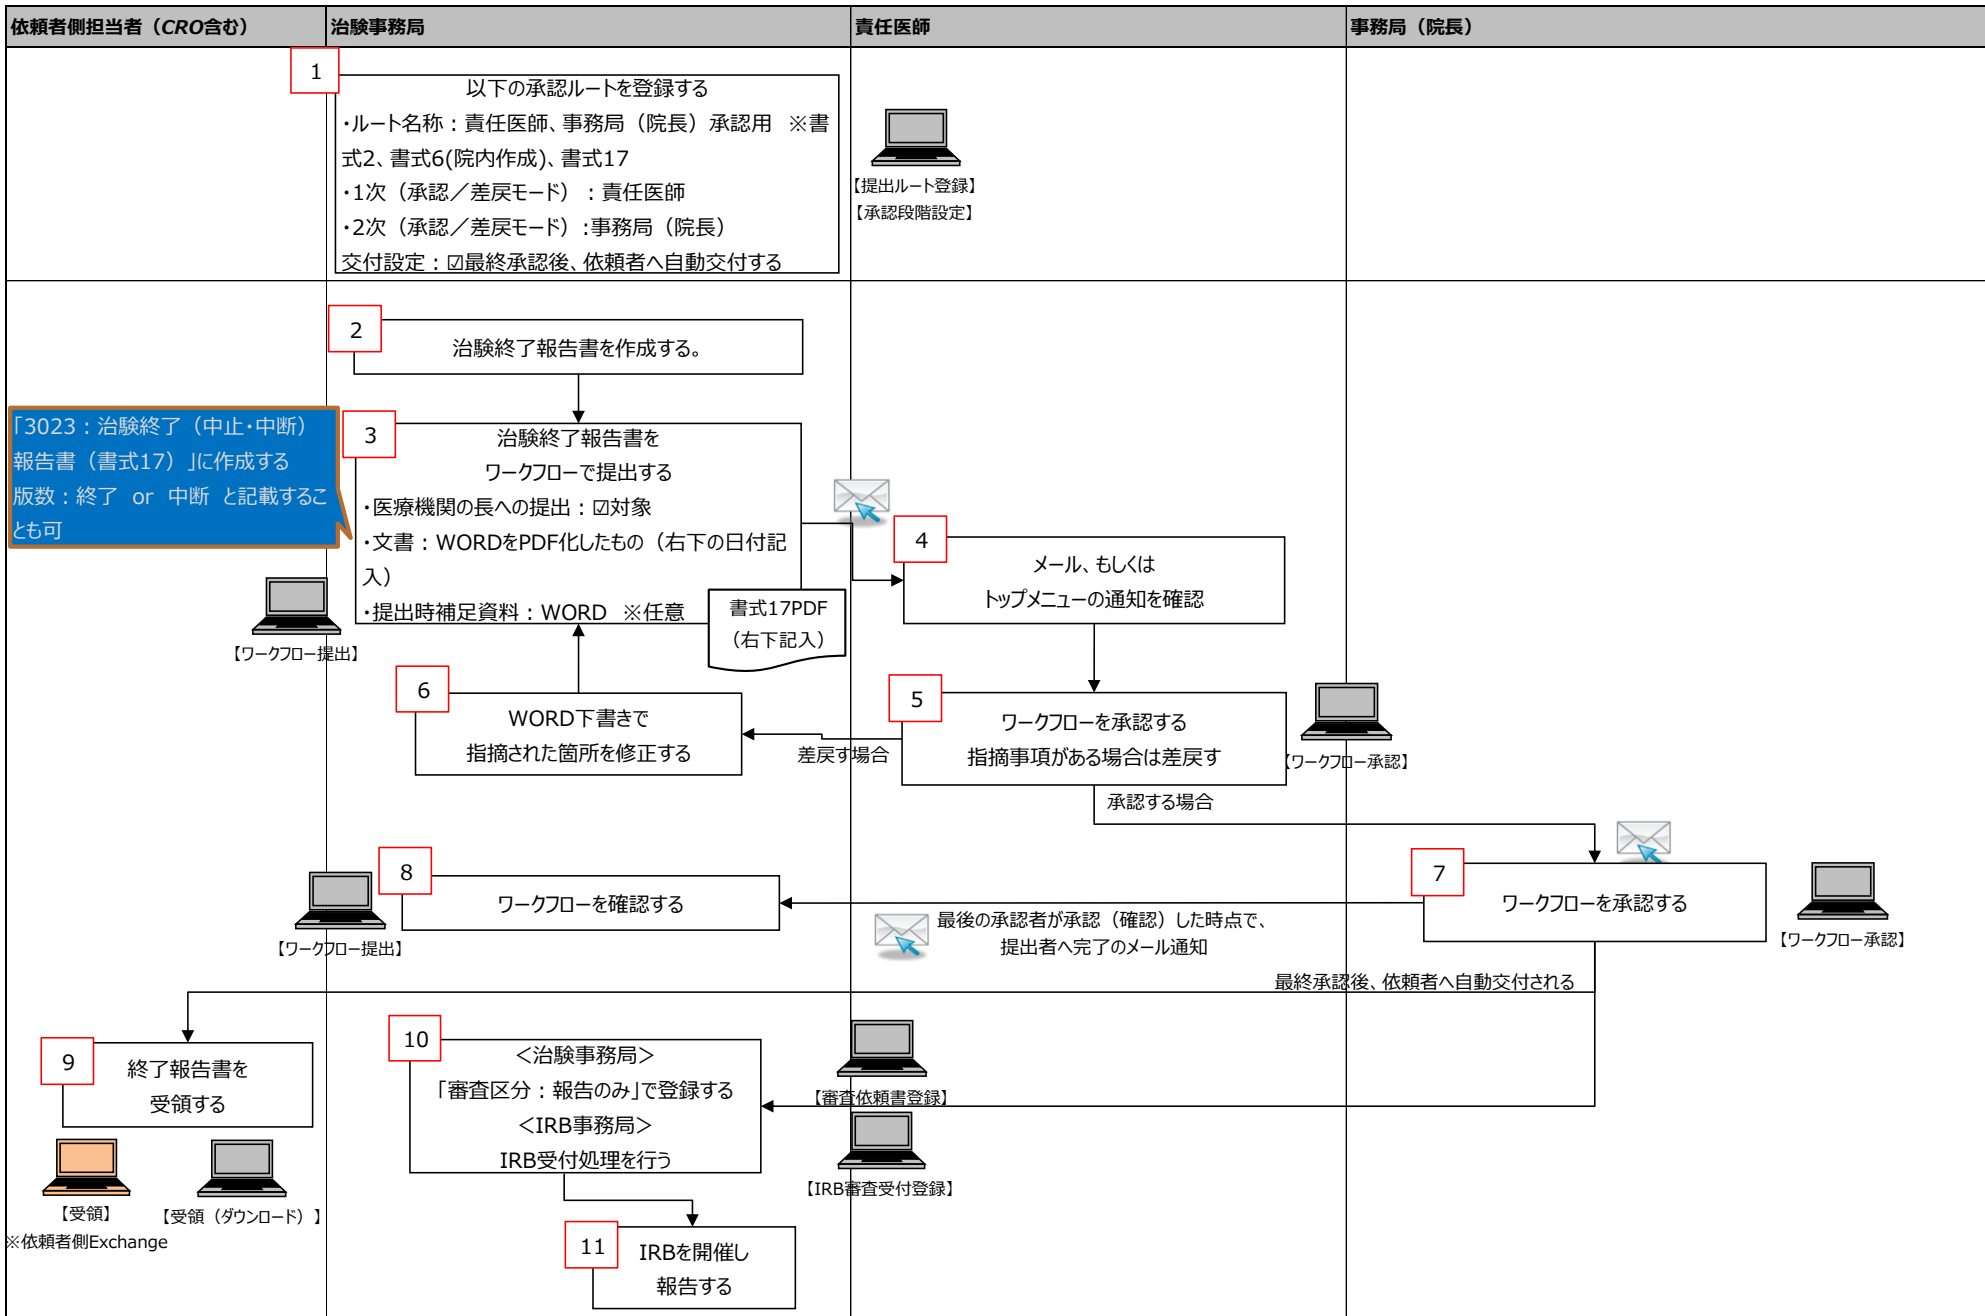 依頼者側担当者（CRO含む）
治験事務局
責任医師
事務局（院長）
1
以下の承認ルートを登録する
・ルート名称：責任医師、事務局（院長）承認用　※書
式2、書式6(院内作成)、書式17
・1次（承認／差戻モード）：責任医師
・2次（承認／差戻モード）:事務局（院長）
交付設定：☑最終承認後、依頼者へ自動交付する
【提出ルート登録】
【承認段階設定】
2
治験終了報告書を作成する。
「3023：治験終了（中止・中断）
報告書（書式17）」に作成する
版数：終了 or 中断 と記載するこ
とも可
3
治験終了報告書を
ワークフローで提出する
・医療機関の長への提出：☑対象
・文書：WORDをPDF化したもの（右下の日付記
入）
・提出時補足資料：WORD　※任意
書式17PDF
（右下記入）
【ワークフロー提出】
4
メール、もしくは
トップメニューの通知を確認
5
ワークフローを承認する
指摘事項がある場合は差戻す
【ワークフロー承認】
差戻す場合
承認する場合
6
WORD下書きで
指摘された箇所を修正する
7
ワークフローを承認する
【ワークフロー承認】
8
ワークフローを確認する
【ワークフロー提出】
最後の承認者が承認（確認）した時点で、
提出者へ完了のメール通知
最終承認後、依頼者へ自動交付される
9
終了報告書を
受領する
【受領】
※依頼者側Exchange
【受領（ダウンロード）】
10
＜治験事務局＞
「審査区分：報告のみ」で登録する
＜IRB事務局＞
IRB受付処理を行う
【審査依頼書登録】
【IRB審査受付登録】
11
IRBを開催し
報告する